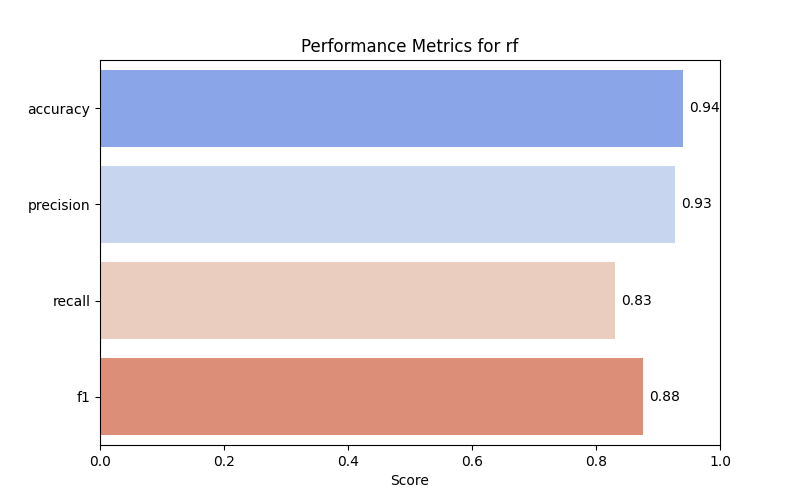 Performance Metrics for rf
accuracy
0.94
precision
0.93
recall
0.83
f1
0.88
0.0 0.2 0.4 0.6 0.8 1.0
Score